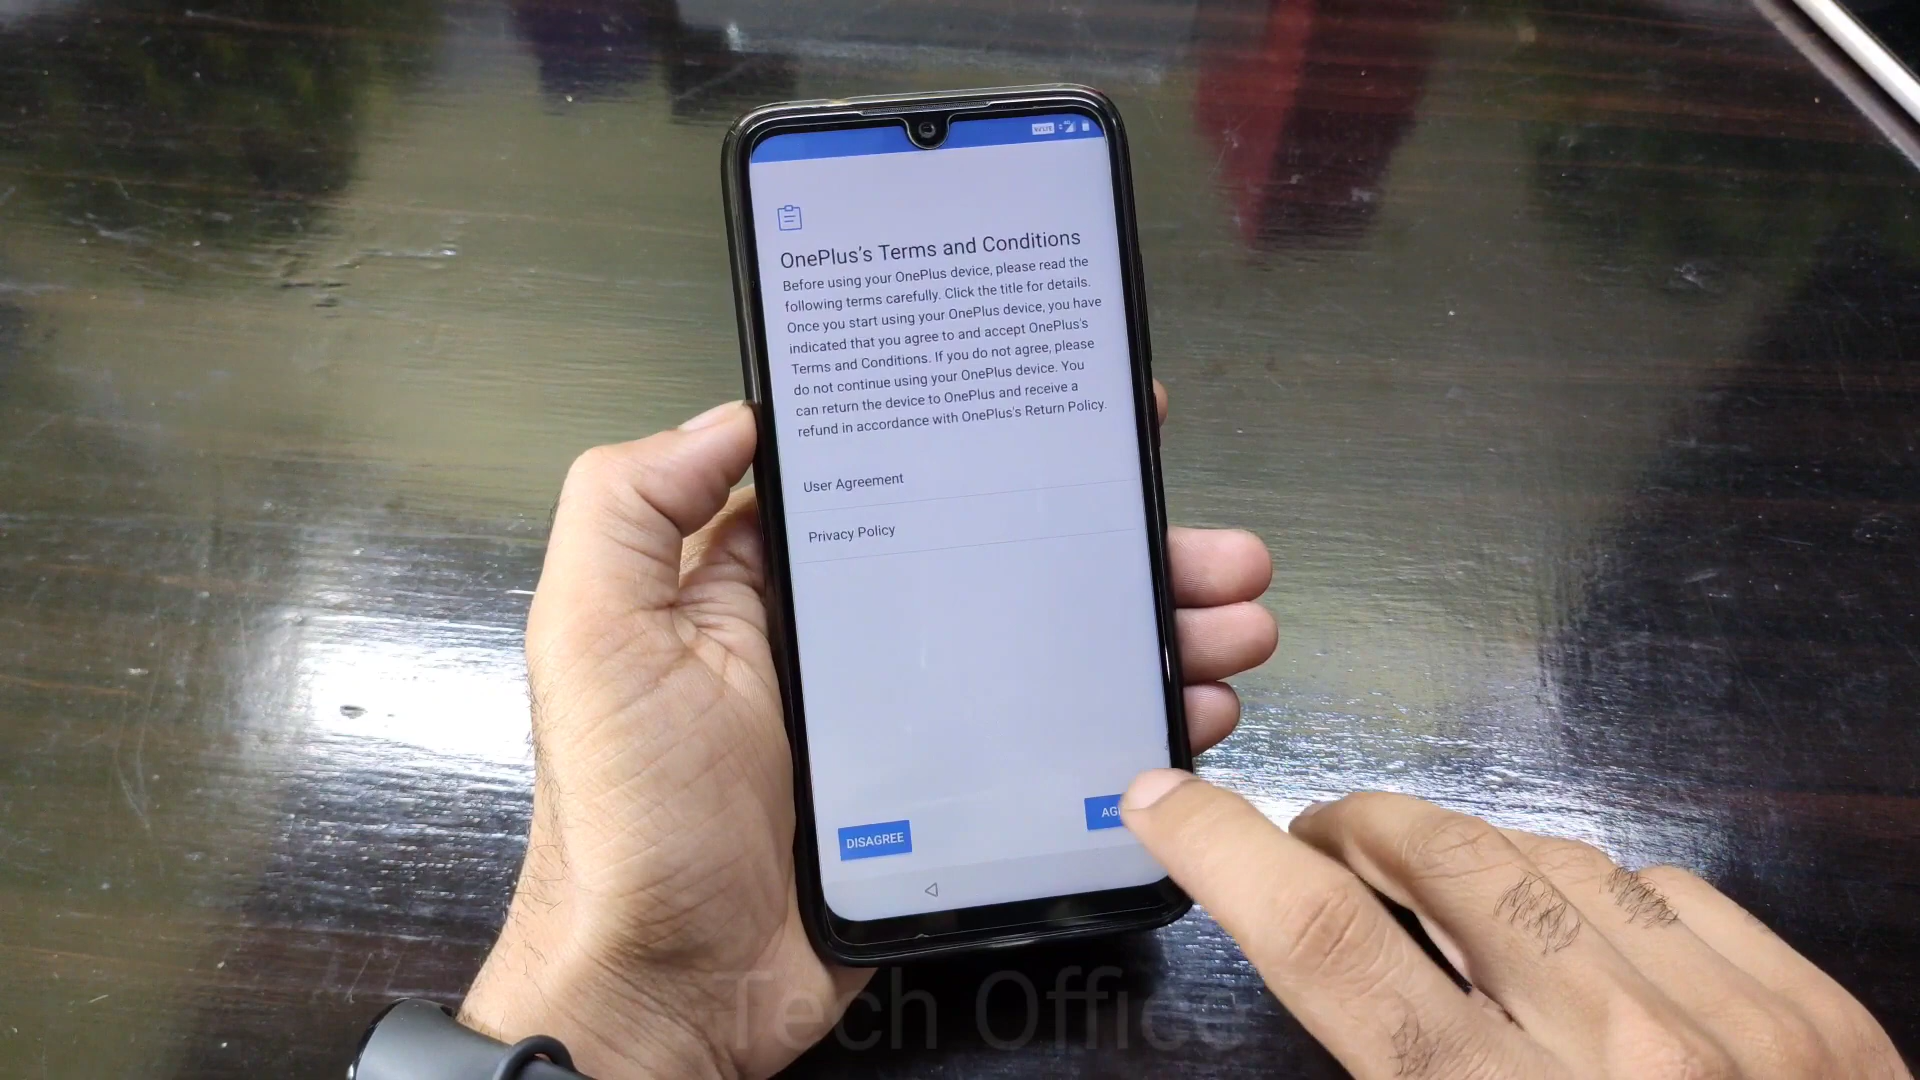 VoLTE 4G
OnePlus's Terms and Conditions
Before using your OnePlus device, please read the
following terms carefully. Click the title for details.
Once you start using your OnePlus device, you have
indicated that you agree to and accept OnePlus's
Terms and Conditions. If you do not agree, please
do not continue using your OnePlus device. You
can return the device to OnePlus and receive a
refund in accordance with OnePlus's Return Policy.
User Agreement
Privacy Policy
AG
DISAGREE
Tech Office